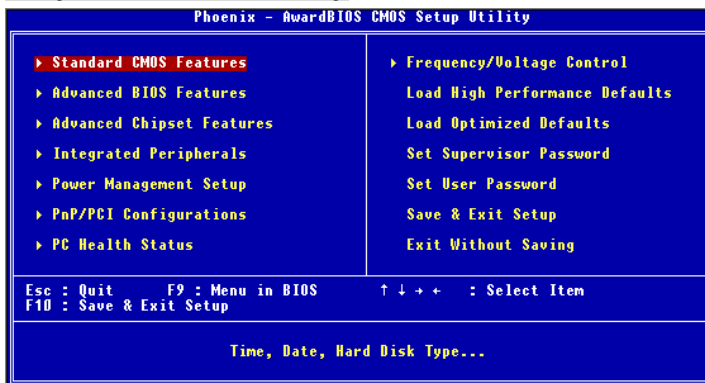 Phoenix - AwardBIOS CMOS Setup Utility
▸ Standard CMOS Features
▸ Advanced BIOS Features
▸ Advanced Chipset Features
▸ Integrated Peripherals
▸ Power Management Setup
▸ PnP/PCI Configurations
▸ PC Health Status
▸ Frequency/Voltage Control
Load High Performance Defaults
Load Optimized Defaults
Set Supervisor Password
Set User Password
Save & Exit Setup
Exit Without Saving
Esc : Quit F9 : Menu in BIOS ↑ ↓ → ← : Select Item
F10 : Save & Exit Setup
Time, Date, Hard Disk Type...